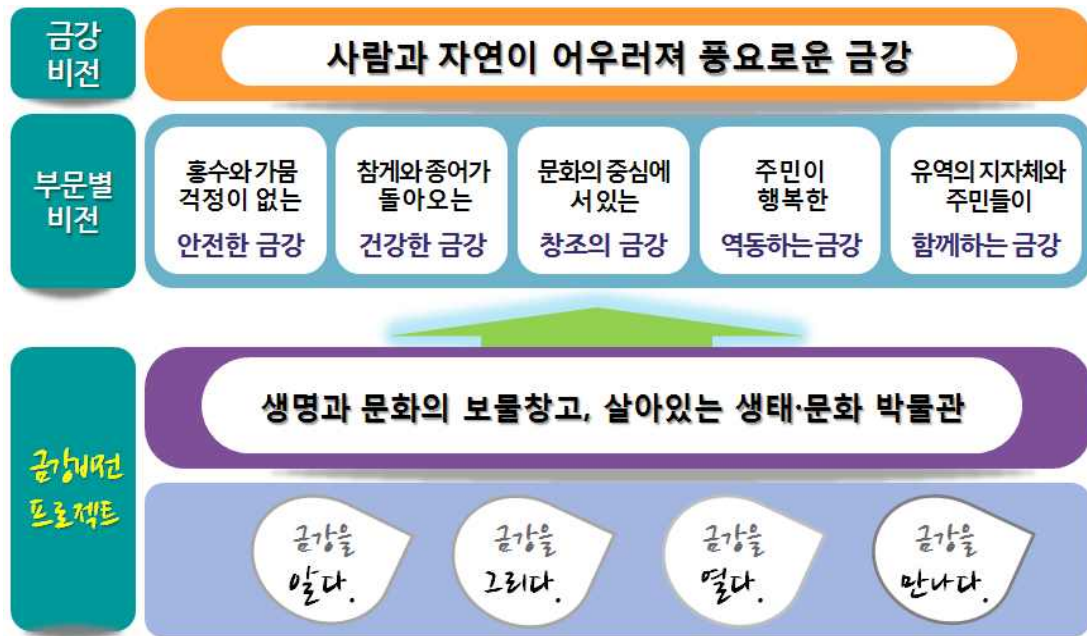 금강
비전
사람과 자연이 어우러져 풍요로운 금강
부문별
비전
홍수와 가뭄
걱정이 없는
안전한 금강
참게와 종어가
돌아오는
건강한 금강
문화의 중심에
서 있는
창조의 금강
주민이
행복한
역동하는 금강
유역의 지자체와
주민들이
함께하는 금강
금강비전
프로젝트
생명과 문화의 보물창고, 살아있는 생태·문화 박물관
금강을
알다.
금강을
그리다.
금강을
열다.
금강을
만나다.